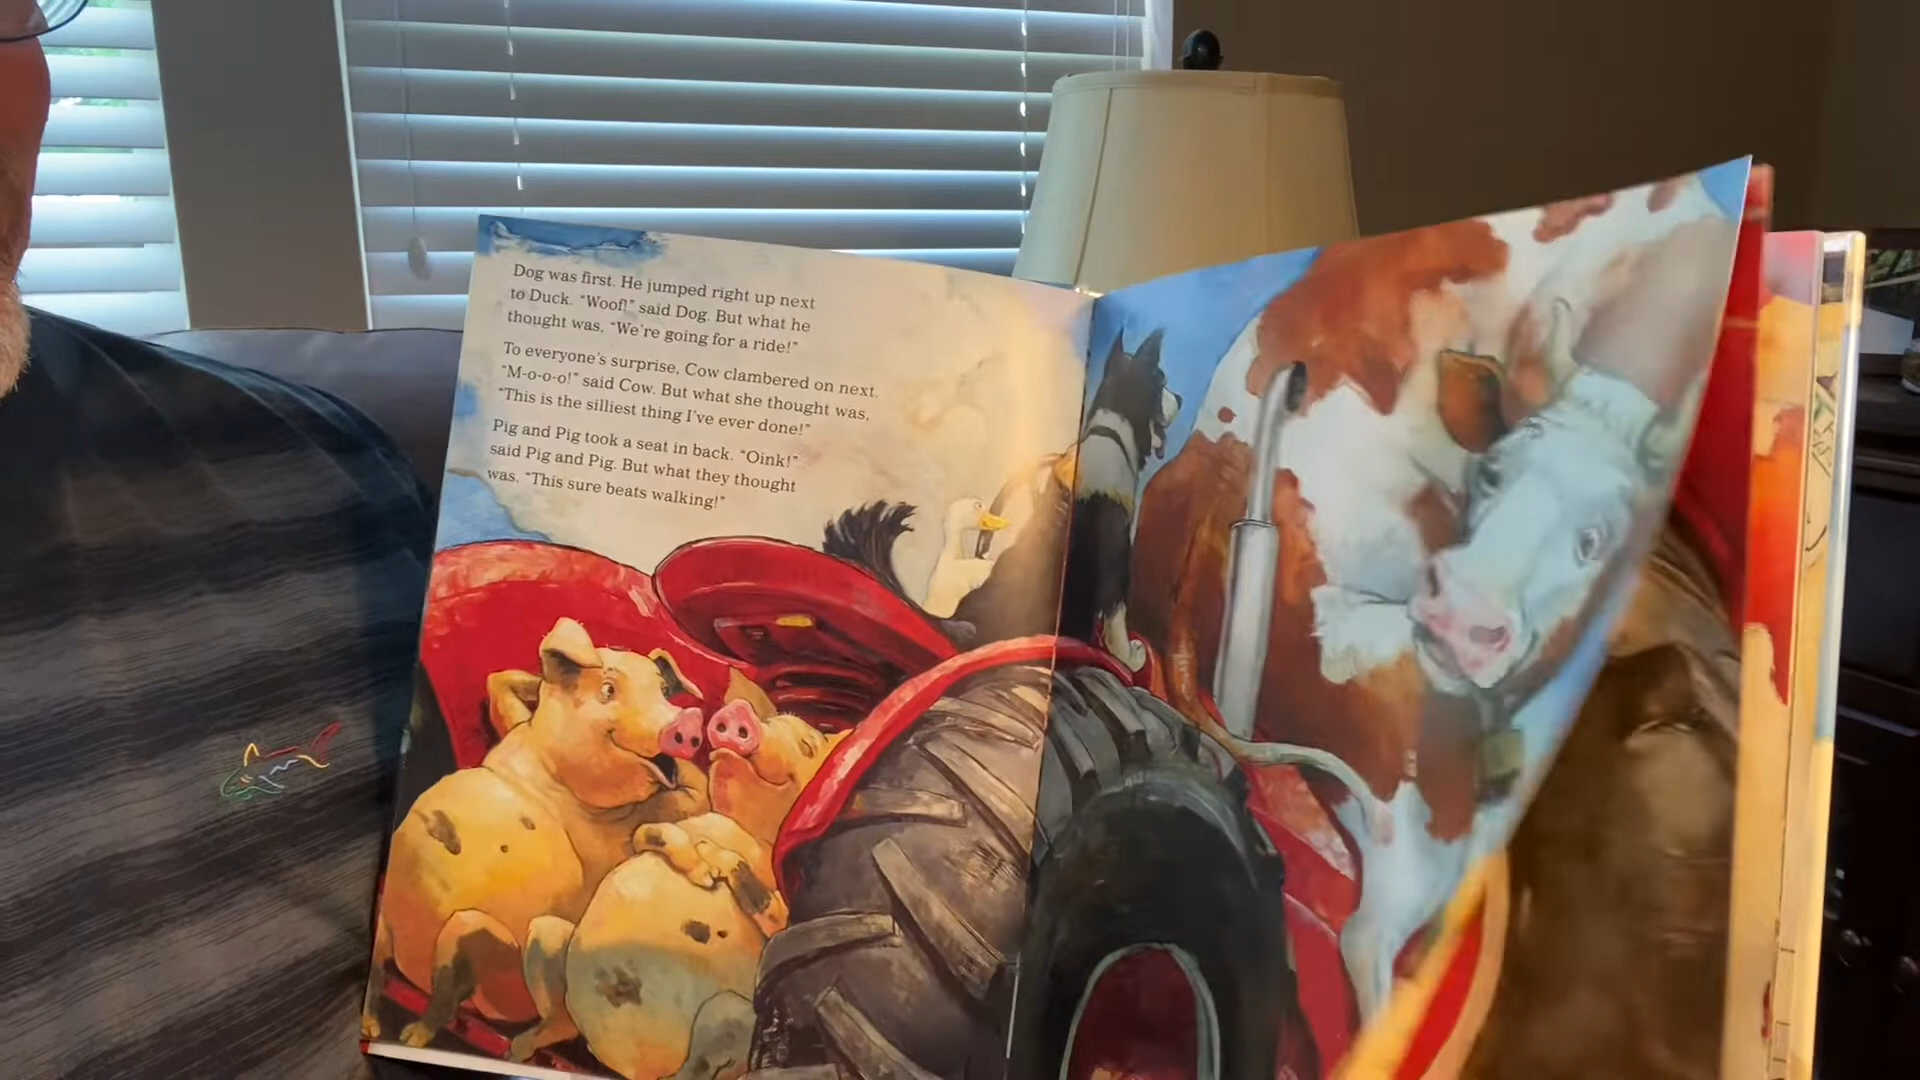 Dog was first. He jumped right up next
to Duck. “Woof!” said Dog. But what he
thought was, “We’re going for a ride!”
To everyone’s surprise, Cow clambered on next.
“M-o-o-o!” said Cow. But what she thought was,
“This is the silliest thing I’ve ever done!”
Pig and Pig took a seat in back. “Oink!”
said Pig and Pig. But what they thought
was, “This sure beats walking!”